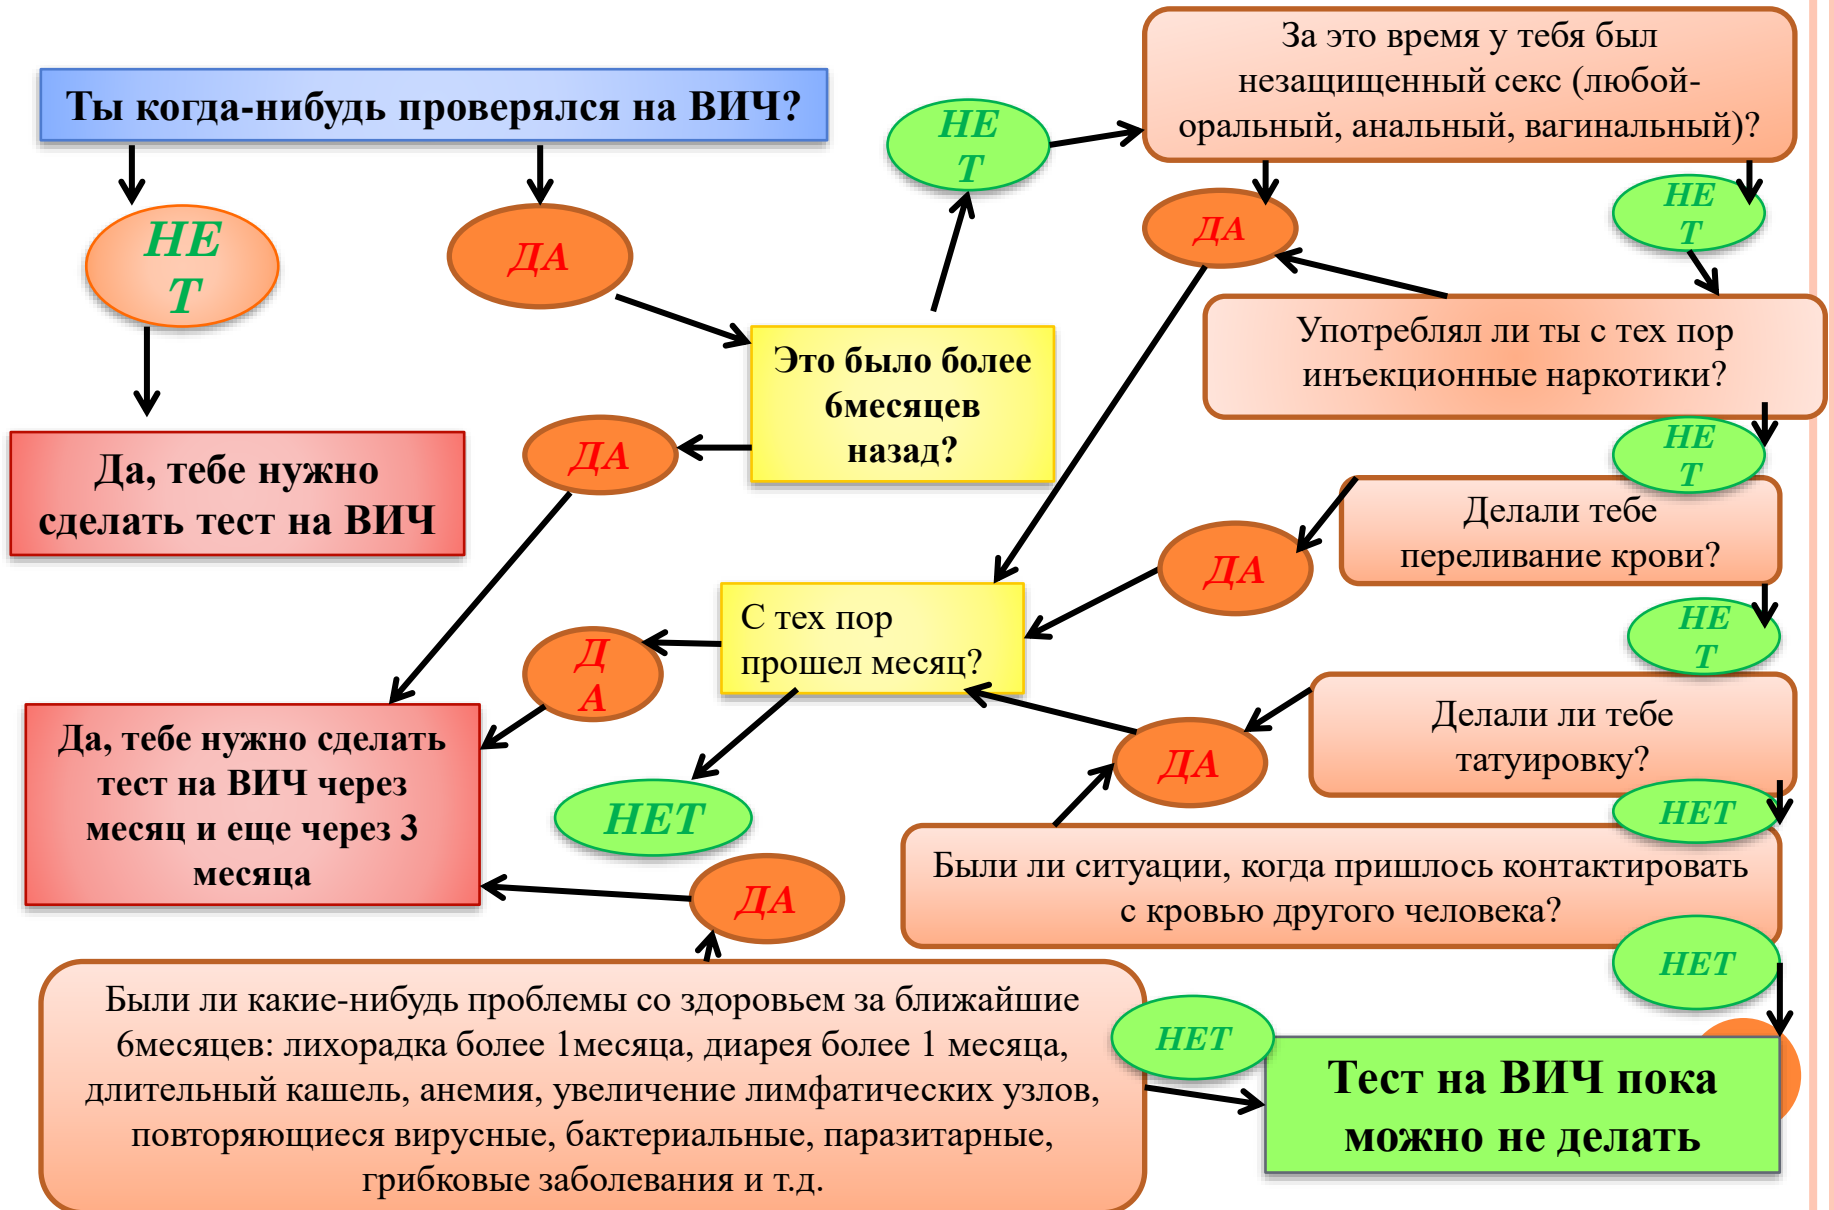 Ты когда-нибудь проверялся на ВИЧ?
НЕ
Т
ДА
Да, тебе нужно
сделать тест на ВИЧ
Это было более
6месяцев
назад?
НЕ
Т
ДА
За это время у тебя был
незащищенный секс (любой-
оральный, анальный, вагинальный)?
ДА
НЕ
Т
Употреблял ли ты с тех пор
инъекционные наркотики?
НЕ
Т
Делали тебе
переливание крови?
ДА
НЕ
Т
С тех пор
прошел месяц?
Д
А
НЕТ
Делали ли тебе
татуировку?
ДА
НЕТ
Да, тебе нужно сделать
тест на ВИЧ через
месяц и еще через 3
месяца
Были ли ситуации, когда пришлось контактировать
с кровью другого человека?
ДА
НЕТ
Были ли какие-нибудь проблемы со здоровьем за ближайшие
6месяцев: лихорадка более 1месяца, диарея более 1 месяца,
длительный кашель, анемия, увеличение лимфатических узлов,
повторяющиеся вирусные, бактериальные, паразитарные,
грибковые заболевания и т.д.
НЕТ
Тест на ВИЧ пока
можно не делать